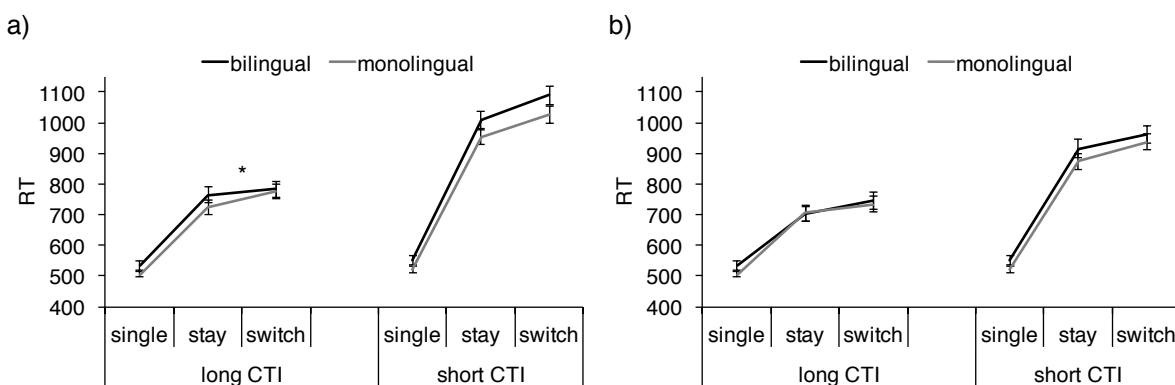 a)
bilingual monolingual
1100
1000
900
800
700
600
500
400
RT
*
single stay switch single stay switch
long CTI short CTI
b)
bilingual monolingual
1100
1000
900
800
700
600
500
400
RT
single stay switch single stay switch
long CTI short CTI